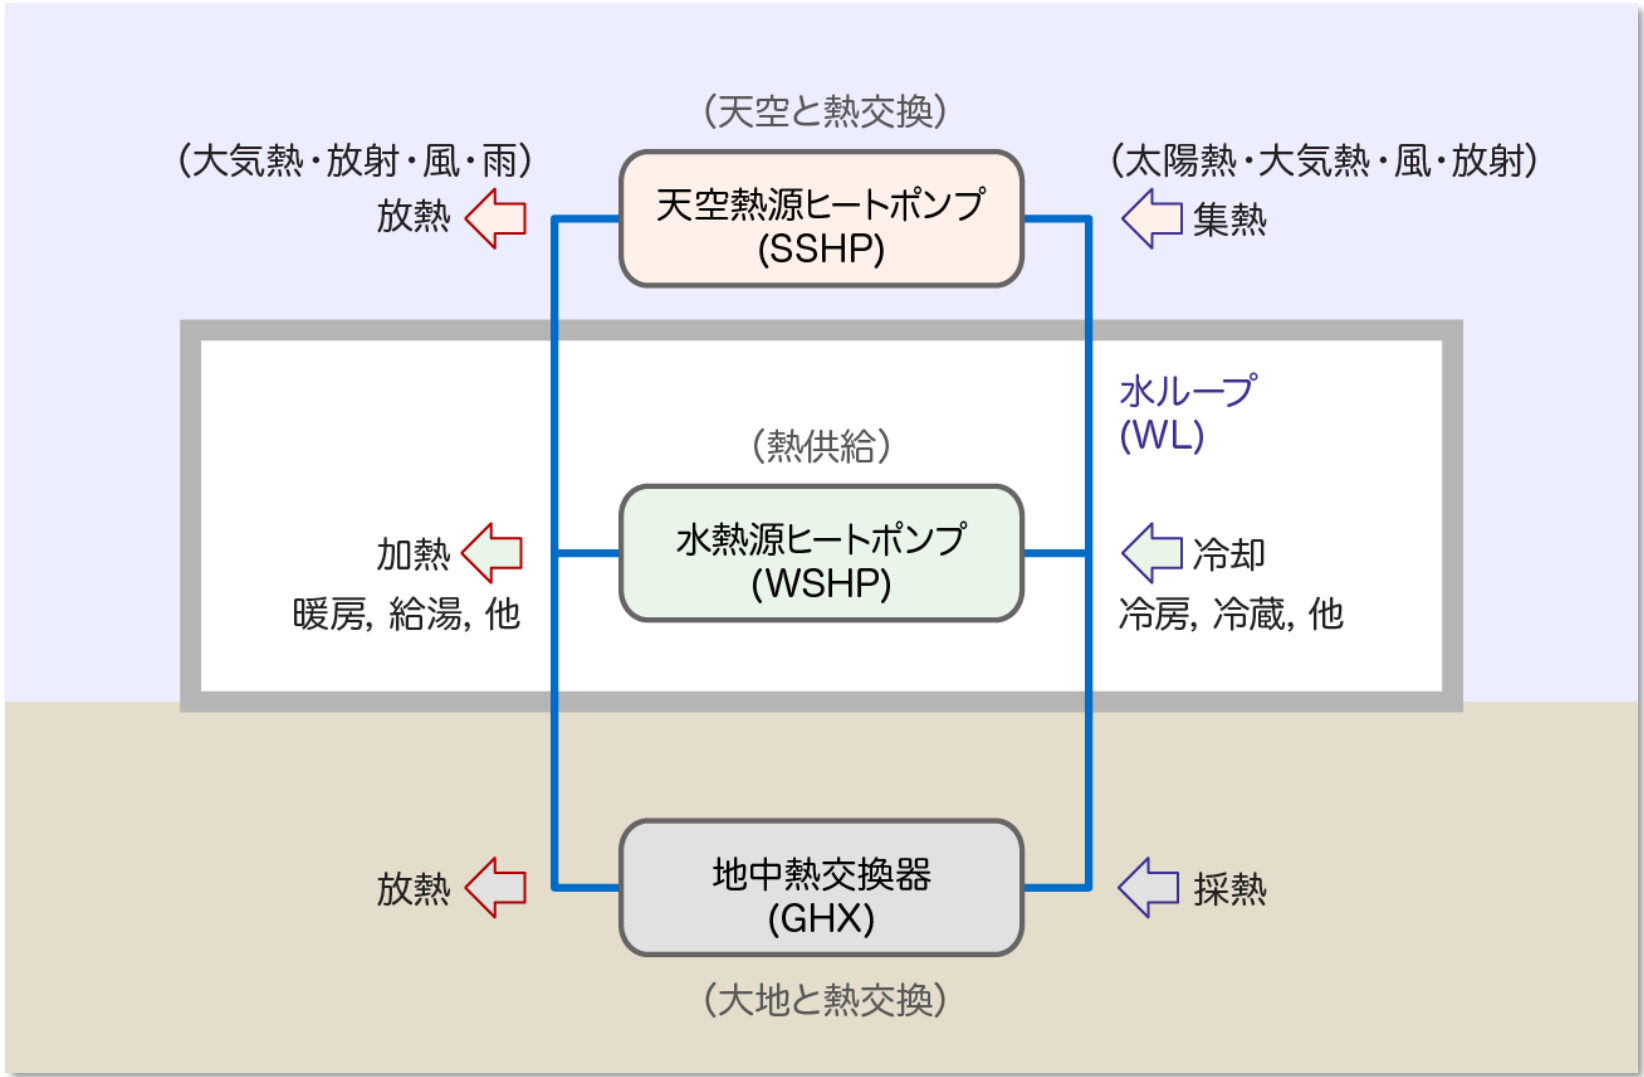 (天空と熱交換)
(大気熱・放射・風・雨)
(太陽熱・大気熱・風・放射)
天空熱源ヒートポンプ
(SSHP)
放熱
集熱
水ループ
(WL)
(熱供給)
水熱源ヒートポンプ
(WSHP)
加熱
冷却
暖房, 給湯, 他
冷房, 冷蔵, 他
地中熱交換器
(GHX)
放熱
採熱
(大地と熱交換)